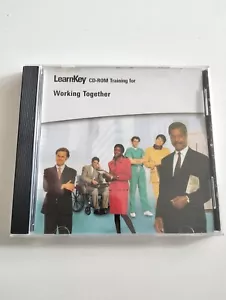 LearnKey CD-ROM Training for
Working Together